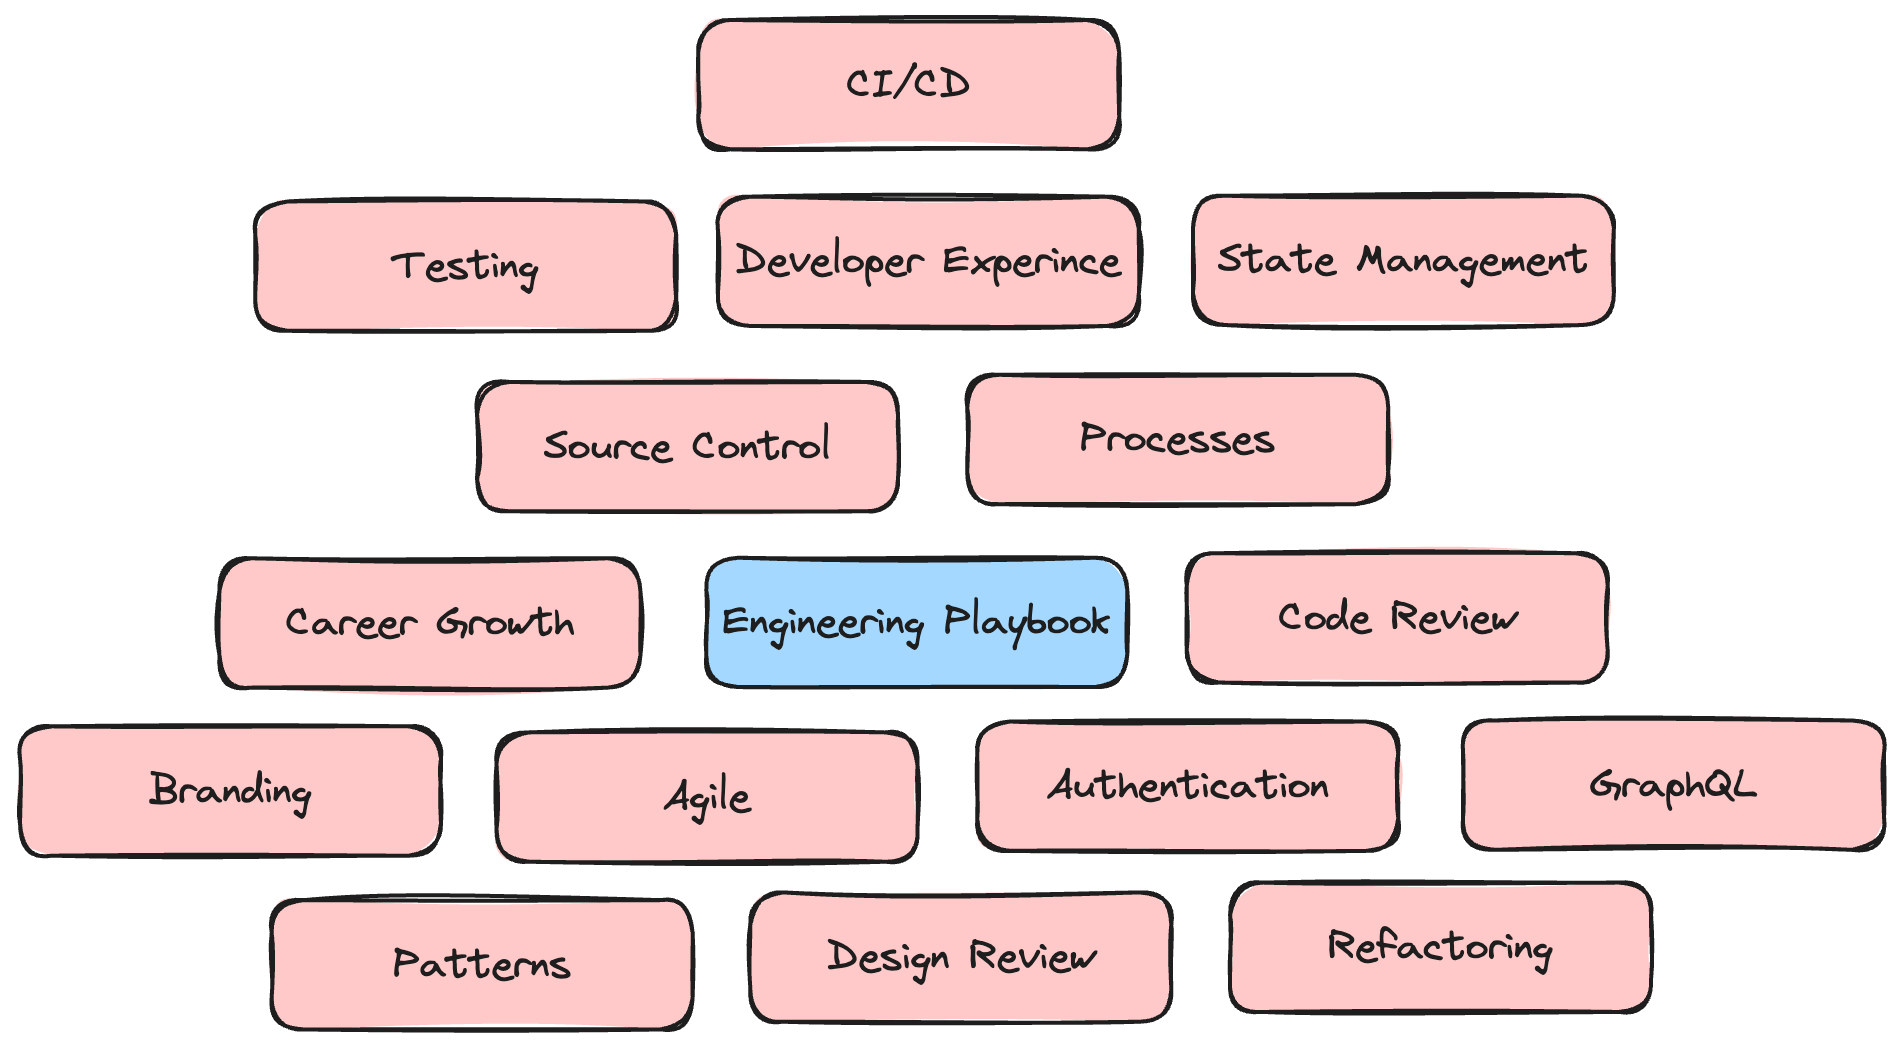 CI/CD
Testing
Developer Experince
State Management
Source Control
Processes
Career Growth
Engineering Playbook
Code Review
Branding
Agile
Authentication
GraphQL
Patterns
Design Review
Refactoring